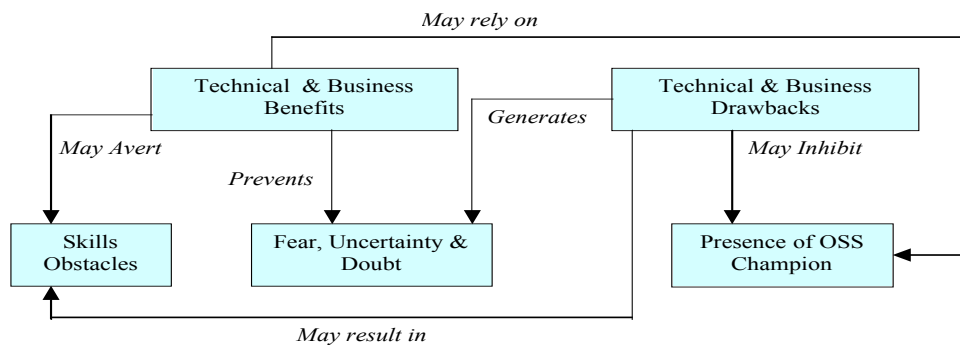 May rely on
Technical & Business
Benefits
Technical & Business
Drawbacks
Generates
May Avert
May Inhibit
Prevents
Skills
Obstacles
Fear, Uncertainty &
Doubt
Presence of OSS
Champion
May result in